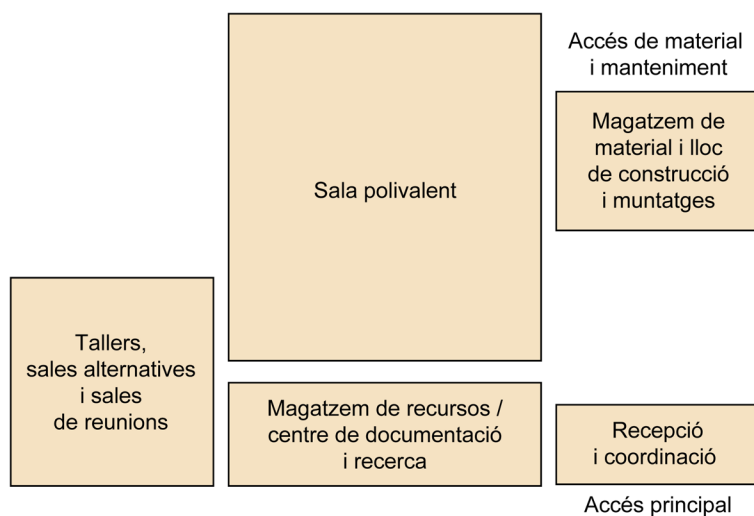 Accés de material
i manteniment
Sala polivalent
Magatzem de
material i lloc
de construcció
i muntatges
Tallers,
sales alternatives
i sales
de reunions
Magatzem de recursos /
centre de documentació
i recerca
Recepció
i coordinació
Accés principal